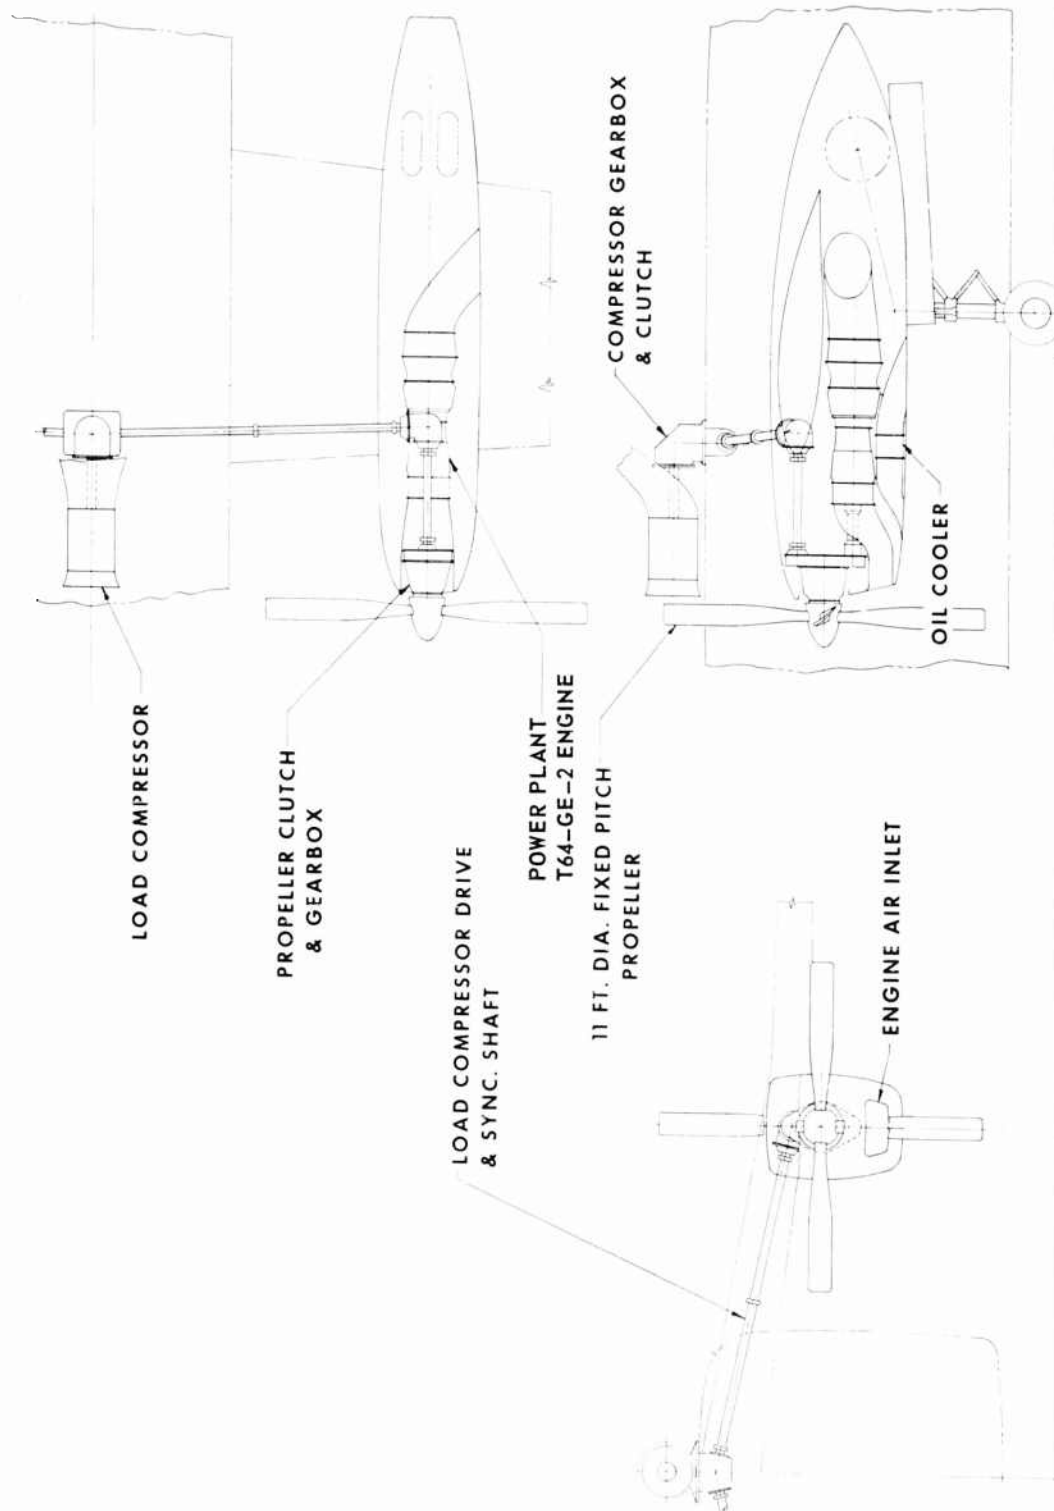 LOAD COMPRESSOR
PROPELLER CLUTCH
& GEARBOX
LOAD COMPRESSOR DRIVE
& SYNC. SHAFT
POWER PLANT
T64-GE-2 ENGINE
11 FT. DIA. FIXED PITCH
PROPELLER
COMPRESSOR GEARBOX
& CLUTCH
OIL COOLER
ENGINE AIR INLET